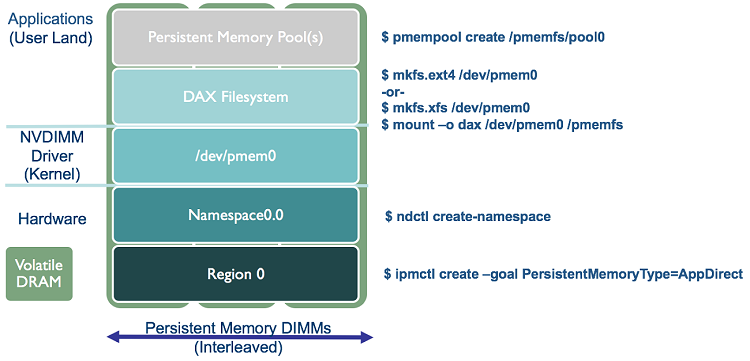 Applications
(User Land)
Persistent Memory Pool(s)
$ pmempool create /pmemfs/pool0
DAX Filesystem
$ mkfs.ext4 /dev/pmem0
-or-
$ mkfs.xfs /dev/pmem0
$ mount –o dax /dev/pmem0 /pmemfs
NVDIMM
Driver
(Kernel)
/dev/pmem0
Hardware
Namespace0.0
$ ndctl create-namespace
Volatile
DRAM
Region 0
$ ipmctl create –goal PersistentMemoryType=AppDirect
Persistent Memory DIMMs
(Interleaved)